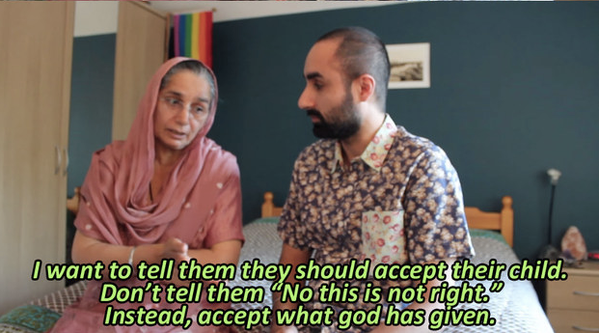 I want to tell them they should accept their child.
Don't tell them "No this is not right."
Instead, accept what god has given.